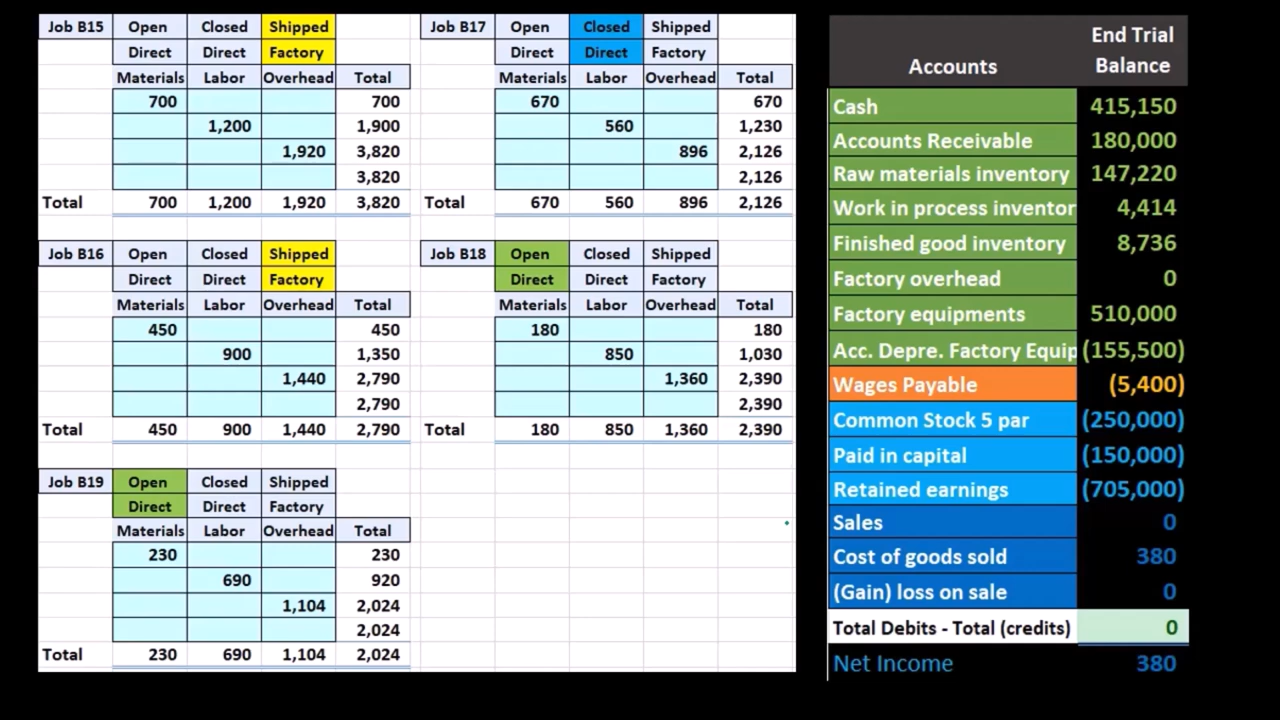 Job B15 Open Closed Shipped
Direct Direct Factory
Materials Labor Overhead Total
700 700
1,200 1,900
1,920 3,820
3,820
Total 700 1,200 1,920 3,820
Job B17 Open Closed Shipped
Direct Direct Factory
Materials Labor Overhead Total
670 670
560 1,230
896 2,126
2,126
Total 670 560 896 2,126
Job B16 Open Closed Shipped
Direct Direct Factory
Materials Labor Overhead Total
450 450
900 1,350
1,440 2,790
2,790
Total 450 900 1,440 2,790
Job B18 Open Closed Shipped
Direct Direct Factory
Materials Labor Overhead Total
180 180
850 1,030
1,360 2,390
2,390
Total 180 850 1,360 2,390
Job B19 Open Closed Shipped
Direct Direct Factory
Materials Labor Overhead Total
230 230
690 920
1,104 2,024
2,024
Total 230 690 1,104 2,024
End Trial
Accounts Balance
Cash 415,150
Accounts Receivable 180,000
Raw materials inventory 147,220
Work in process inventor 4,414
Finished good inventory 8,736
Factory overhead 0
Factory equipments 510,000
Acc. Depre. Factory Equip (155,500)
Wages Payable (5,400)
Common Stock 5 par (250,000)
Paid in capital (150,000)
Retained earnings (705,000)
Sales 0
Cost of goods sold 380
(Gain) loss on sale 0
Total Debits - Total (credits) 0
Net Income 380